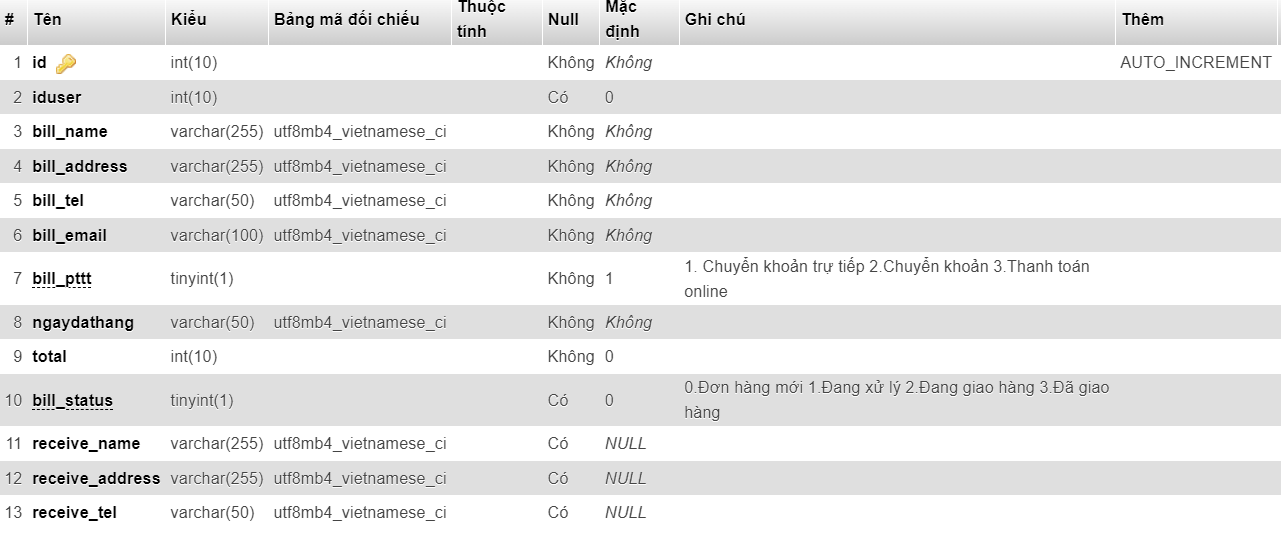 # Tên Kiểu Bảng mã đối chiếu Thuộc tính Null Mặc định Ghi chú Thêm
1 id int(10) Không Không AUTO_INCREMENT
2 iduser int(10) Có 0
3 bill_name varchar(255) utf8mb4_vietnamese_ci Không Không
4 bill_address varchar(255) utf8mb4_vietnamese_ci Không Không
5 bill_tel varchar(50) utf8mb4_vietnamese_ci Không Không
6 bill_email varchar(100) utf8mb4_vietnamese_ci Không Không
7 bill_pttt tinyint(1) Không 1 1. Chuyển khoản trự tiếp 2.Chuyển khoản 3.Thanh toán
online
8 ngaydathang varchar(50) utf8mb4_vietnamese_ci Không Không
9 total int(10) Không 0
10 bill_status tinyint(1) Có 0 0.Đơn hàng mới 1.Đang xử lý 2.Đang giao hàng 3.Đã giao
hàng
11 receive_name varchar(255) utf8mb4_vietnamese_ci Có NULL
12 receive_address varchar(255) utf8mb4_vietnamese_ci Có NULL
13 receive_tel varchar(50) utf8mb4_vietnamese_ci Có NULL